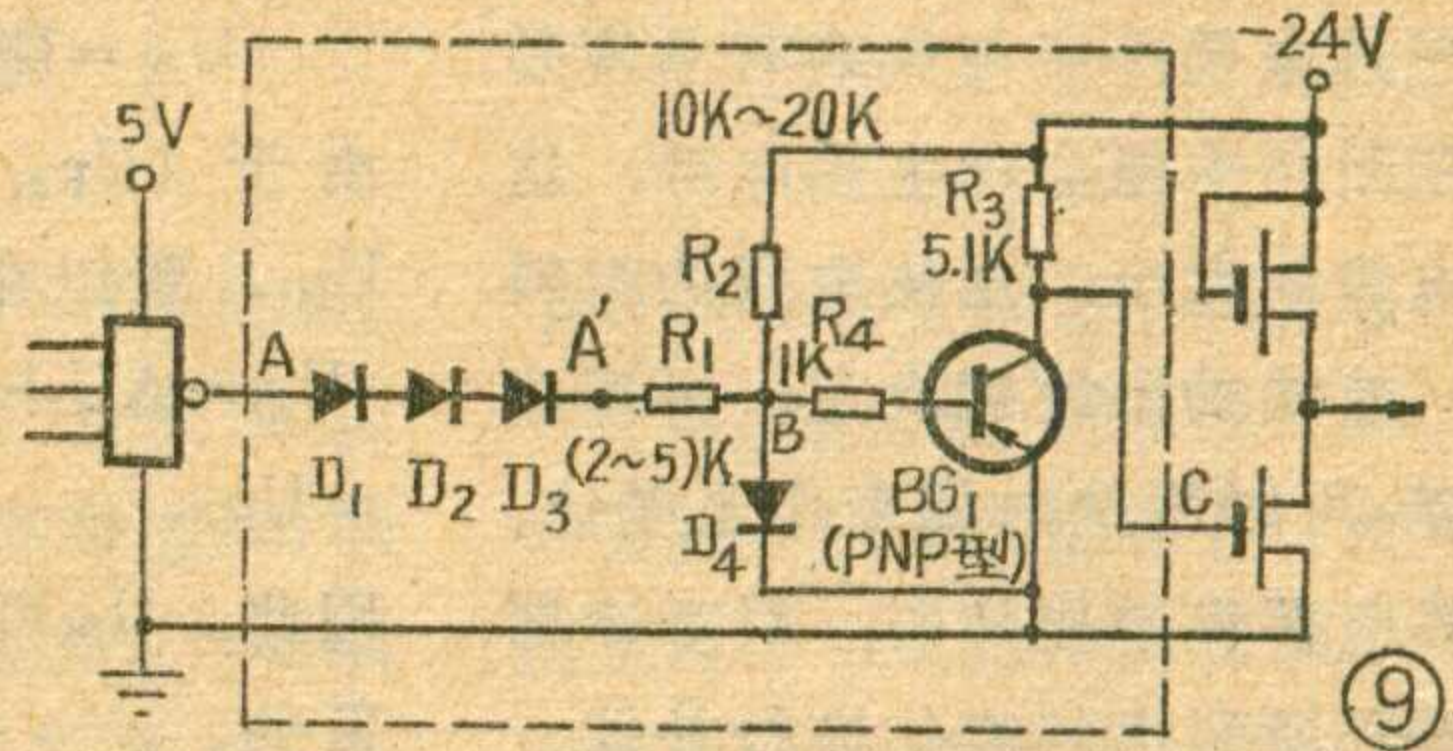 -24V
5V
10K~20K
R₃
5.1K
R₂
A
A′
R₁
1K
R₄
B
D₁
D₂
D₃
(2~5)K
D₄
BG₁
(PNP型)
C
⑨